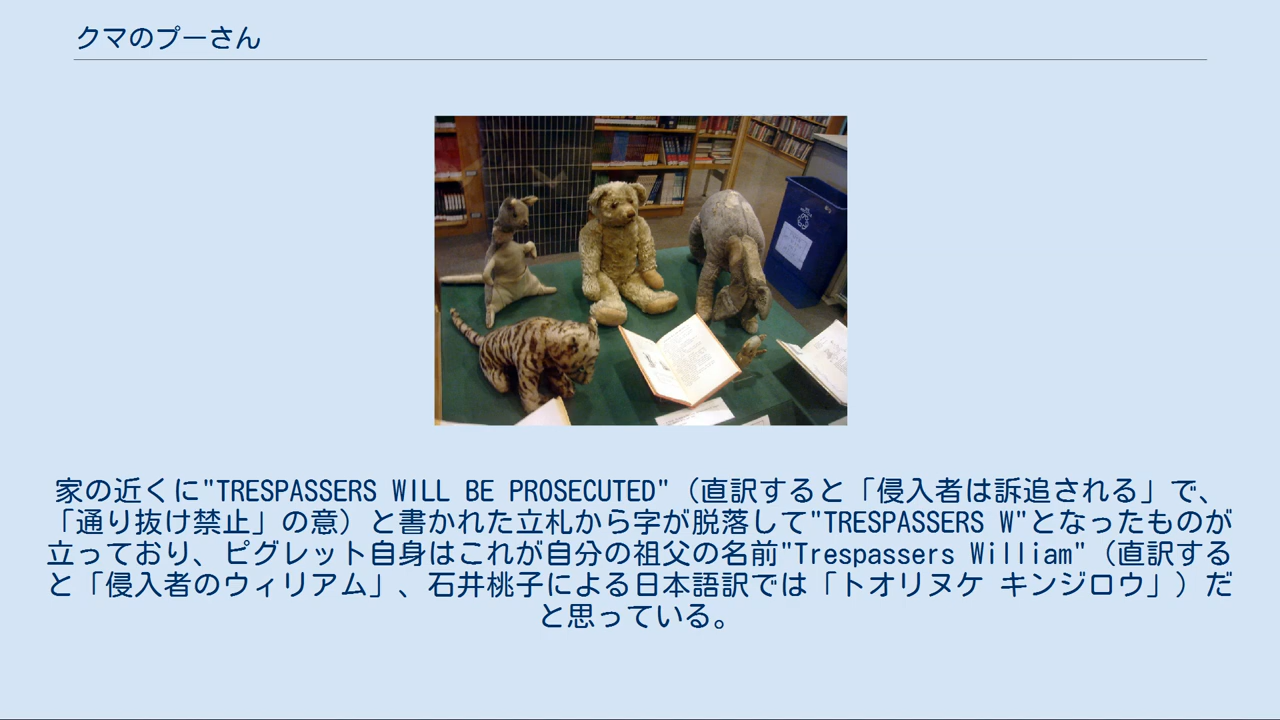 クマのプーさん
家の近くに"TRESPASSERS WILL BE PROSECUTED"（直訳すると「侵入者は訴追される」で、
「通り抜け禁止」の意）と書かれた立札から字が脱落して"TRESPASSERS W"となったものが
立っており、ピグレット自身はこれが自分の祖父の名前"Trespassers William"（直訳する
と「侵入者のウィリアム」、石井桃子による日本語訳では「トオリヌケ キンジロウ」）だ
と思っている。